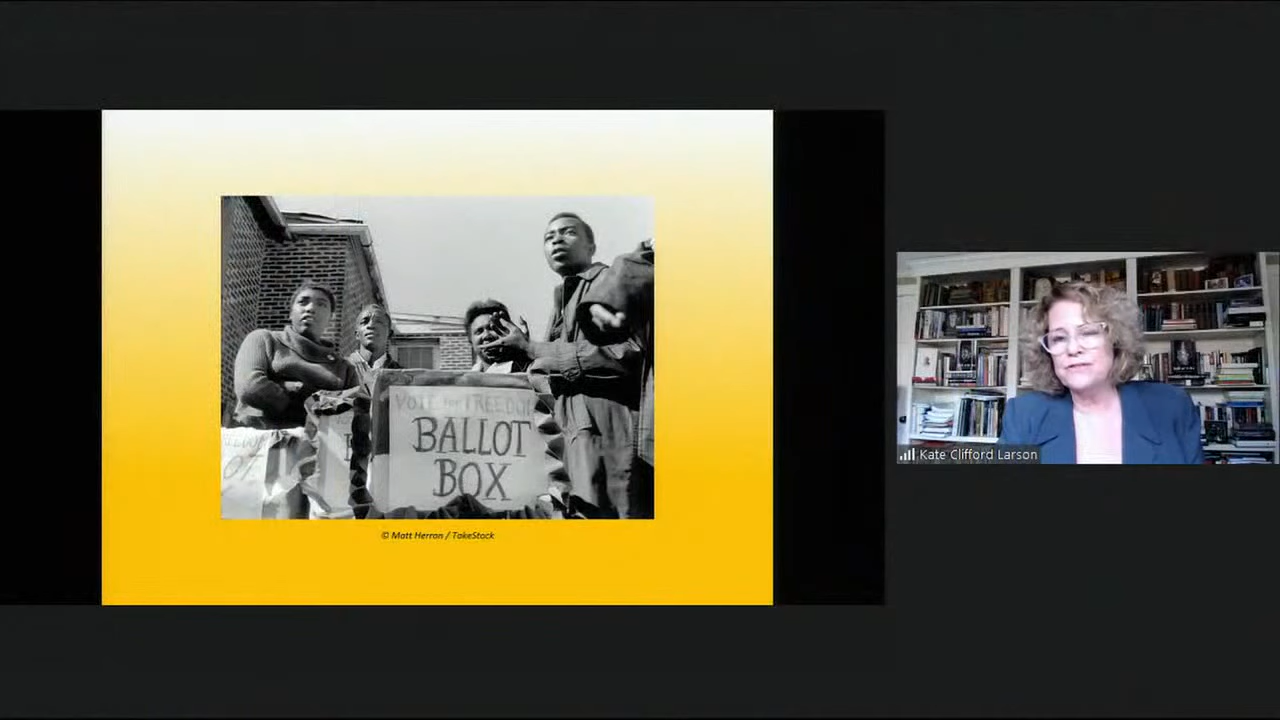 VOTE for FREEDOM
BALLOT
BOX
© Matt Herron / TakeStock
Kate Clifford Larson